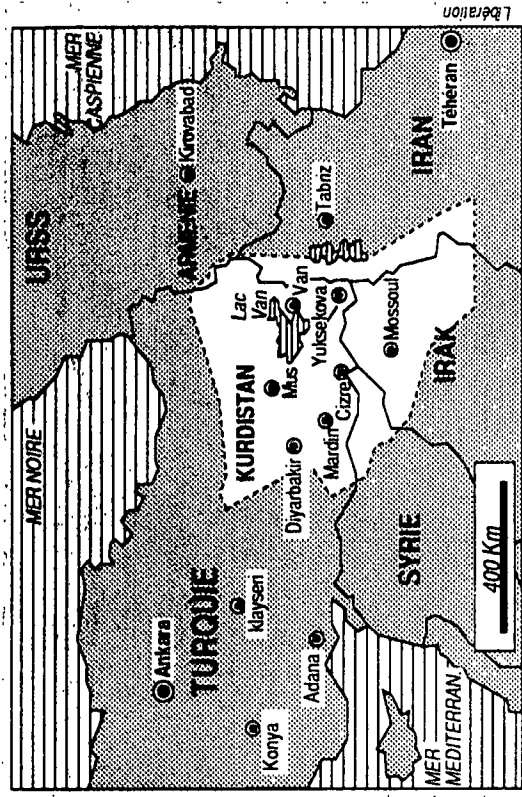 URSS
MER
CASPIENNE
MER NOIRE
ARMENIE
Kirovabad
Ankara
TURQUIE
KURDISTAN
Lac
Van
Van
Mus
klaysen
Konya
Diyarbakir
Adana
Mardin
Cizre
Yuksekova
Tabriz
Mossoul
IRAN
IRAK
SYRIE
MER
MEDITERRAN.
Teheran
400 Km
Libération